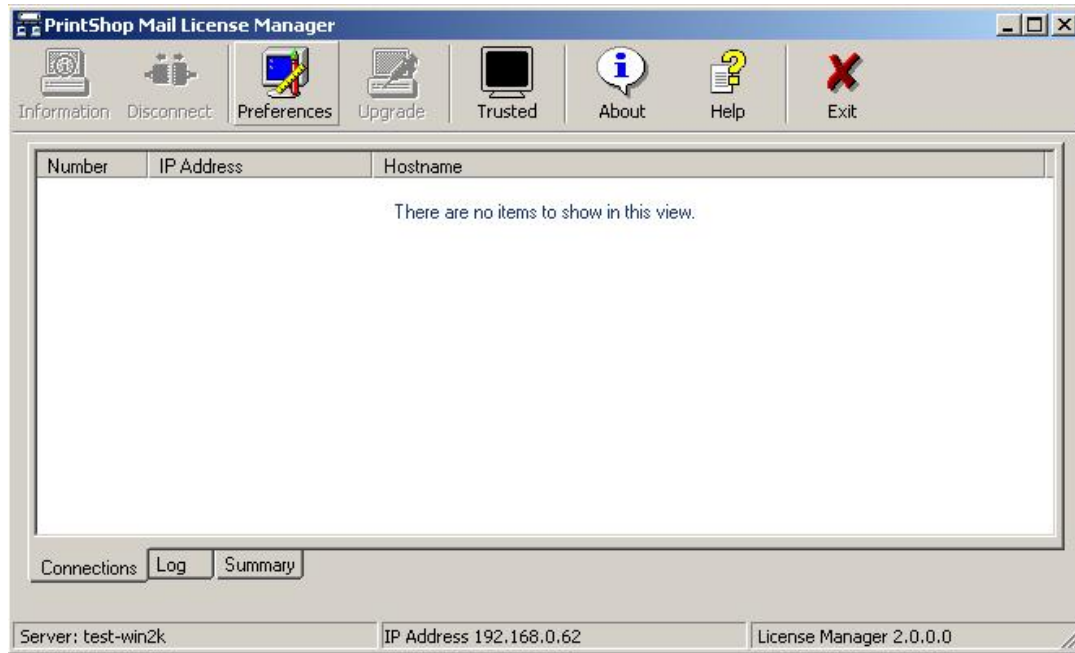 PrintShop Mail License Manager
Information Disconnect Preferences Upgrade Trusted About Help Exit
Number IP Address Hostname
There are no items to show in this view.
Connections Log Summary
Server: test-win2k IP Address 192.168.0.62 License Manager 2.0.0.0